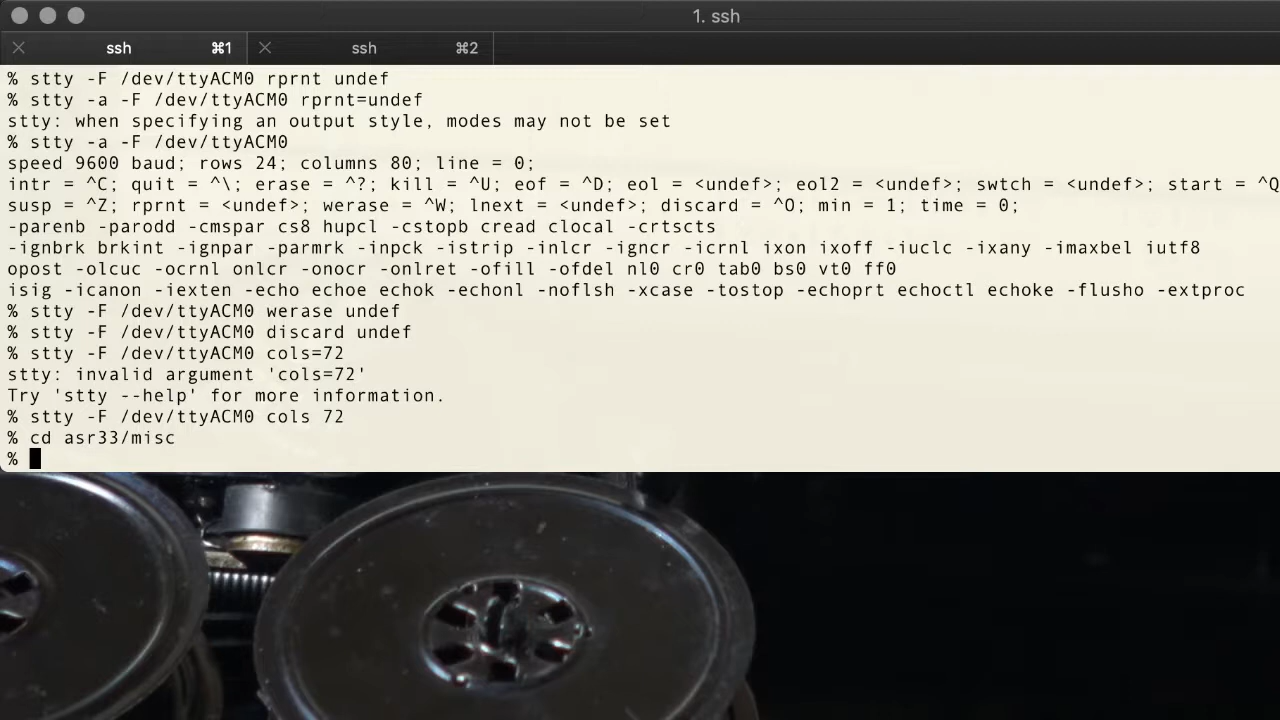 1. ssh
ssh ⌘1 ssh ⌘2
% stty -F /dev/ttyACM0 rprnt undef
% stty -a -F /dev/ttyACM0 rprnt=undef
stty: when specifying an output style, modes may not be set
% stty -a -F /dev/ttyACM0
speed 9600 baud; rows 24; columns 80; line = 0;
intr = ^C; quit = ^\; erase = ^?; kill = ^U; eof = ^D; eol = <undef>; eol2 = <undef>; swtch = <undef>; start = ^Q
susp = ^Z; rprnt = <undef>; werase = ^W; lnext = <undef>; discard = ^O; min = 1; time = 0;
-parenb -parodd -cmspar cs8 hupcl -cstopb cread clocal -crtscts
-ignbrk brkint -ignpar -parmrk -inpck -istrip -inlcr -igncr -icrnl ixon ixoff -iuclc -ixany -imaxbel iutf8
opost -olcuc -ocrnl onlcr -onocr -onlret -ofill -ofdel nl0 cr0 tab0 bs0 vt0 ff0
isig -icanon -iexten -echo echoe echok -echonl -noflsh -xcase -tostop -echoprt echoctl echoke -flusho -extproc
% stty -F /dev/ttyACM0 werase undef
% stty -F /dev/ttyACM0 discard undef
% stty -F /dev/ttyACM0 cols=72
stty: invalid argument 'cols=72'
Try 'stty --help' for more information.
% stty -F /dev/ttyACM0 cols 72
% cd asr33/misc
%